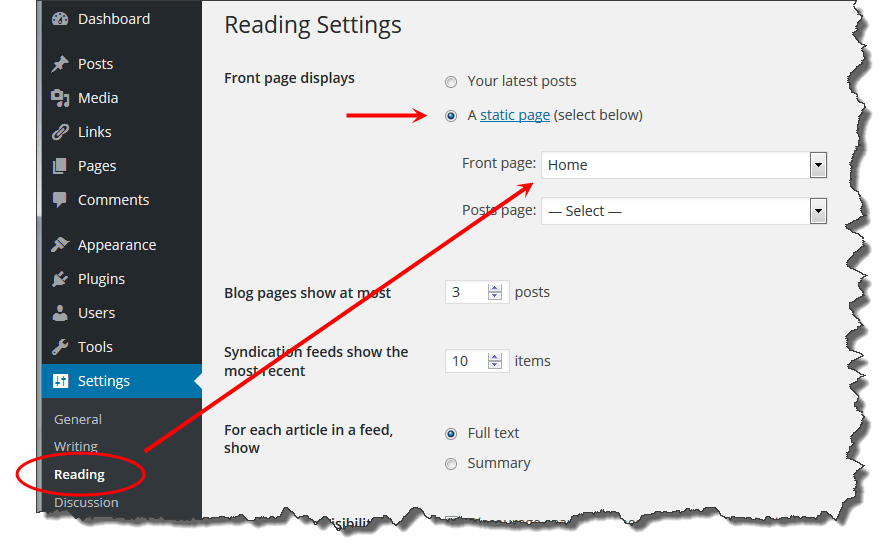 Dashboard
Posts
Media
Links
Pages
Comments
Appearance
Plugins
Users
Tools
Settings
General
Writing
Reading
Discussion
Reading Settings
Front page displays
Your latest posts
A static page (select below)
Front page: Home
Posts page: — Select —
Blog pages show at most 3 posts
Syndication feeds show the
most recent
10 items
For each article in a feed,
show
Full text
Summary